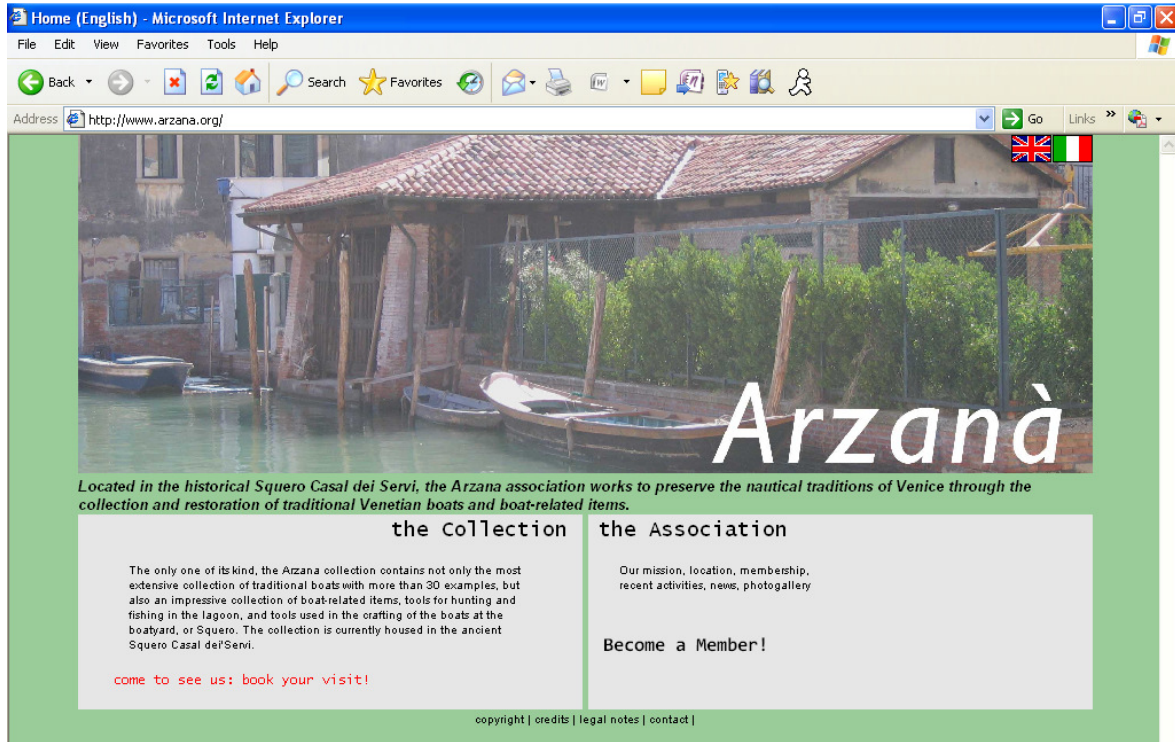 Home (English) - Microsoft Internet Explorer
File Edit View Favorites Tools Help
Back Search Favorites
Address http://www.arzana.org/ Go Links »
Arzanà
Located in the historical Squero Casal dei Servi, the Arzana association works to preserve the nautical traditions of Venice through the
collection and restoration of traditional Venetian boats and boat-related items.
the Collection
The only one of its kind, the Arzana collection contains not only the most
extensive collection of traditional boats with more than 30 examples, but
also an impressive collection of boat-related items, tools for hunting and
fishing in the lagoon, and tools used in the crafting of the boats at the
boatyard, or Squero. The collection is currently housed in the ancient
Squero Casal dei'Servi.
come to see us: book your visit!
the Association
Our mission, location, membership,
recent activities, news, photogallery
Become a Member!
copyright | credits | legal notes | contact |